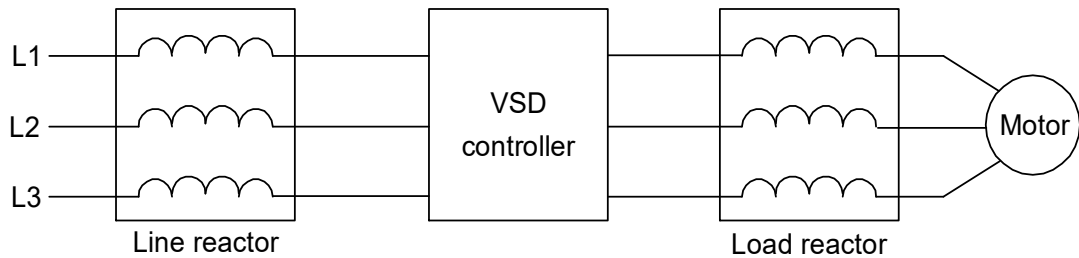 L1
L2
L3
VSD
controller
Motor
Line reactor
Load reactor